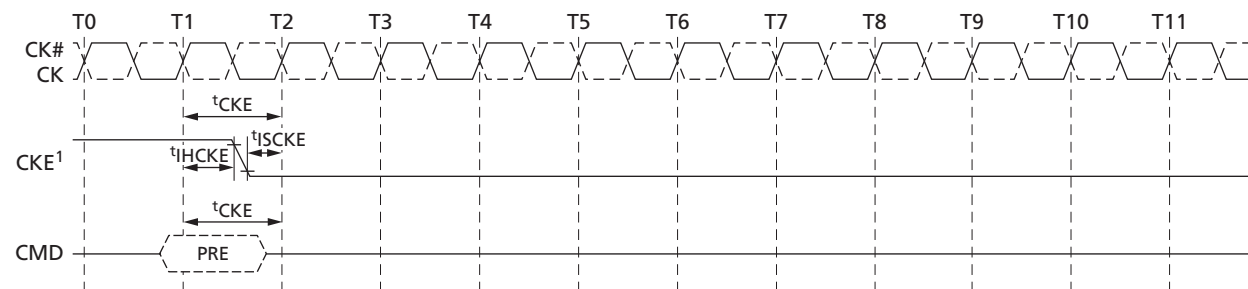 T0 T1 T2 T3 T4 T5 T6 T7 T8 T9 T10 T11
CK#
CK
tCKE
tISCKE
CKE1
tIHCKE
tCKE
CMD
PRE